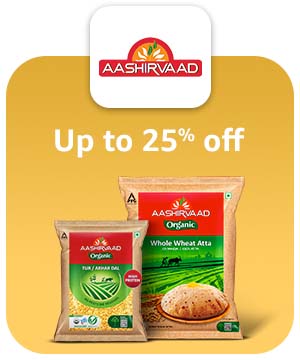 AASHIRVAAD
Up to 25% off
AASHIRVAAD
Organic
Whole Wheat Atta
AASHIRVAAD
Organic
TUR / ARHAR DAL
HIGH
PROTEIN